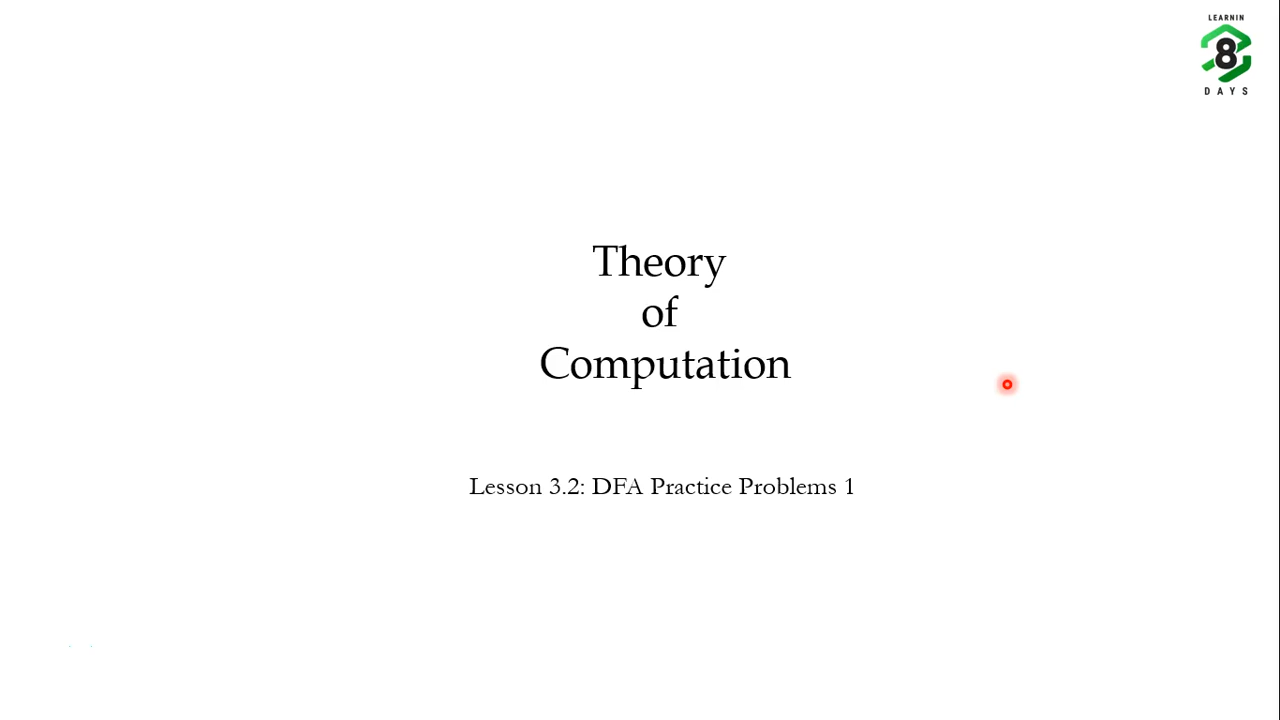 LEARNIN
8
DAYS
Theory
of
Computation
Lesson 3.2: DFA Practice Problems 1